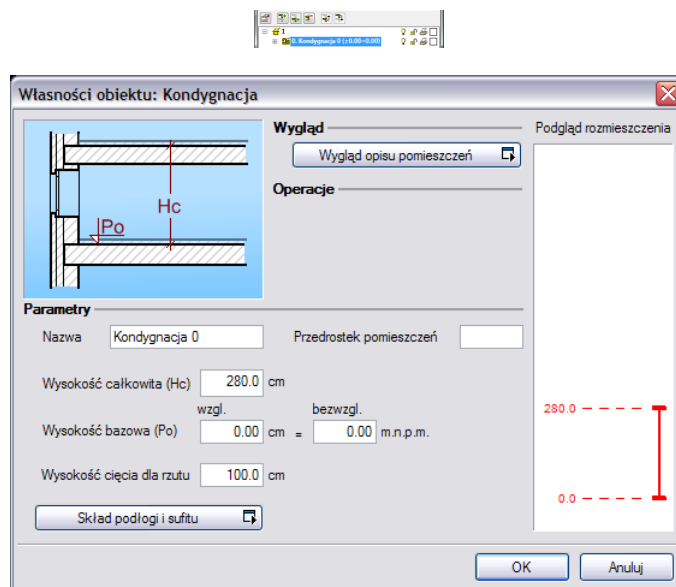 1
0. Kondygnacja 0 (±0.00=0.00)
Własności obiektu: Kondygnacja
Wygląd
Podgląd rozmieszczenia
Wygląd opisu pomieszczeń
Operacje
Hc
Po
Parametry
Nazwa Kondygnacja 0 Przedrostek pomieszczeń
Wysokość całkowita (Hc) 280.0 cm
wzgl. bezwzgl.
Wysokość bazowa (Po) 0.00 cm = 0.00 m.n.p.m.
Wysokość cięcia dla rzutu 100.0 cm
Skład podłogi i sufitu
280.0
0.0
OK Anuluj